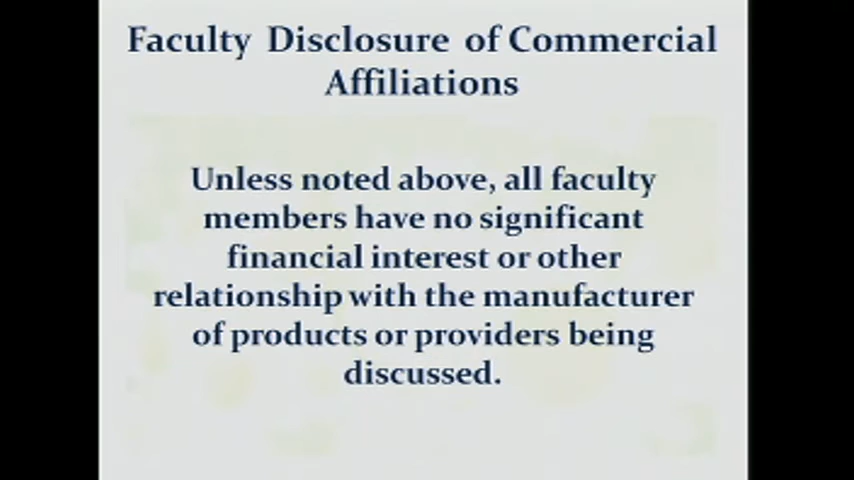 Faculty Disclosure of Commercial
Affiliations
Unless noted above, all faculty
members have no significant
financial interest or other
relationship with the manufacturer
of products or providers being
discussed.